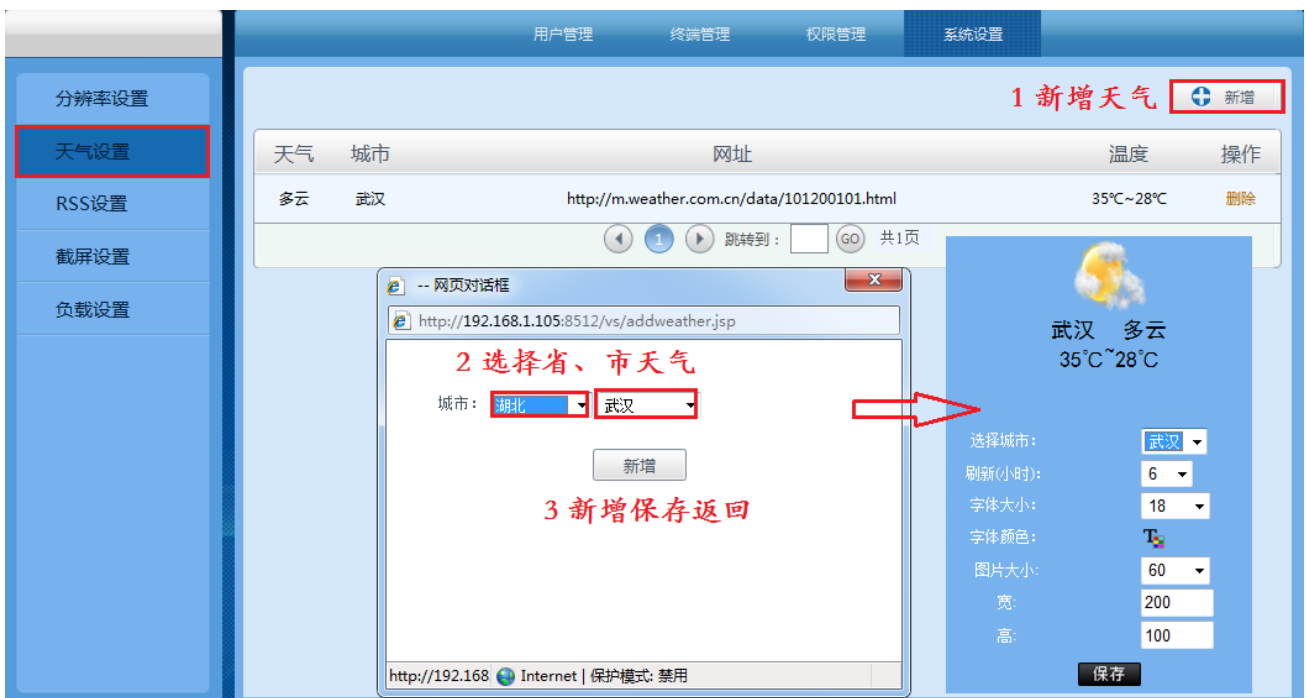 用户管理 终端管理 权限管理 系统设置
分辨率设置
天气设置
RSS设置
截屏设置
负载设置
1 新增天气 新增
天气 城市 网址 温度 操作
多云 武汉 http://m.weather.com.cn/data/101200101.html 35℃~28℃ 删除
1 跳转到： GO 共1页
-- 网页对话框 X
http://192.168.1.105:8512/vs/addweather.jsp
2 选择省、市天气
城市： 湖北 武汉
新增
3 新增保存返回
http://192.168 Internet | 保护模式: 禁用
武汉 多云
35℃~28℃
选择城市： 武汉
刷新(小时)： 6
字体大小： 18
字体颜色： T
图片大小: 60
宽: 200
高: 100
保存